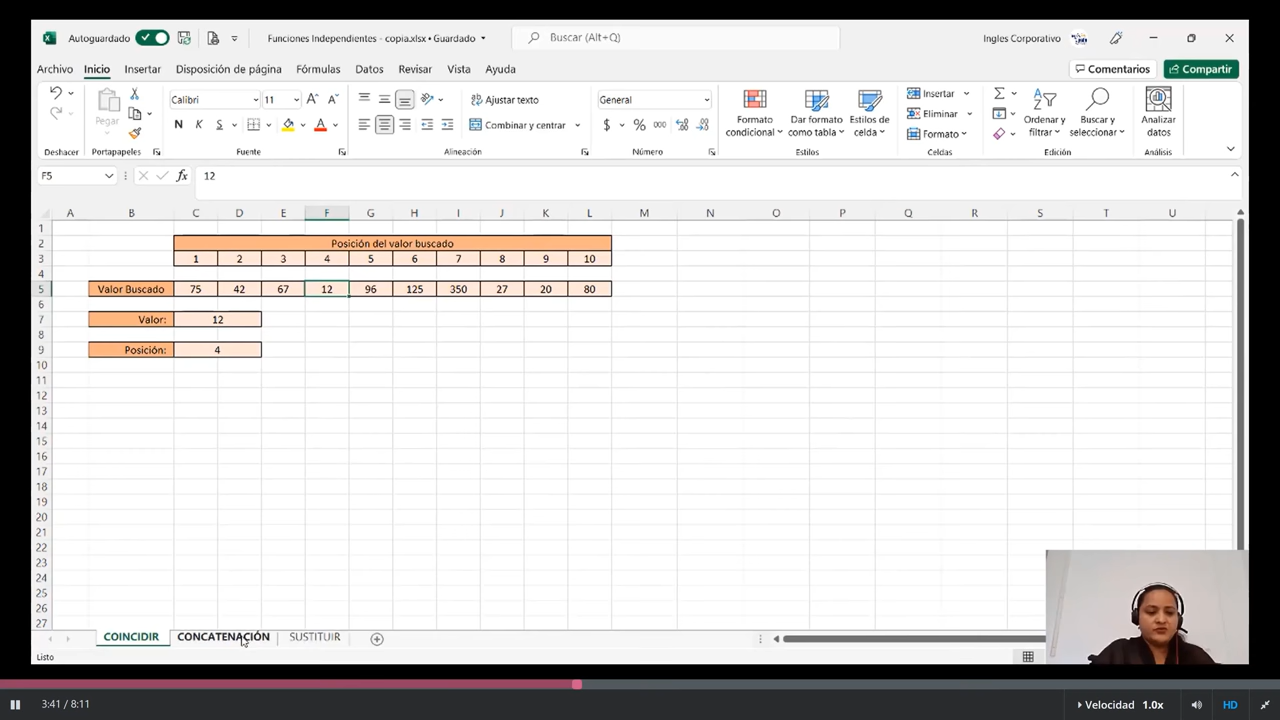 Autoguardado
Funciones Independientes - copia.xlsx • Guardado
Buscar (Alt+Q)
Ingles Corporativo
Archivo Inicio Insertar Disposición de página Fórmulas Datos Revisar Vista Ayuda
Comentarios Compartir
Pegar
Calibri 11
N K S
Ajustar texto
Combinar y centrar
General
$ % 000
Formato condicional
Dar formato como tabla
Estilos de celda
Insertar
Eliminar
Formato
Ordenar y filtrar
Buscar y seleccionar
Analizar datos
Deshacer Portapapeles Fuente Alineación Número Estilos Celdas Edición Análisis
F5 fx 12
A B C D E F G H I J K L M N O P Q R S T U
1
2 Posición del valor buscado
3 1 2 3 4 5 6 7 8 9 10
4
5 Valor Buscado 75 42 67 12 96 125 350 27 20 80
6
7 Valor: 12
8
9 Posición: 4
10
11
12
13
14
15
16
17
18
19
20
21
22
23
24
25
26
27
COINCIDIR CONCATENACIÓN SUSTITUIR
Listo
3:41 / 8:11
Velocidad 1.0x HD